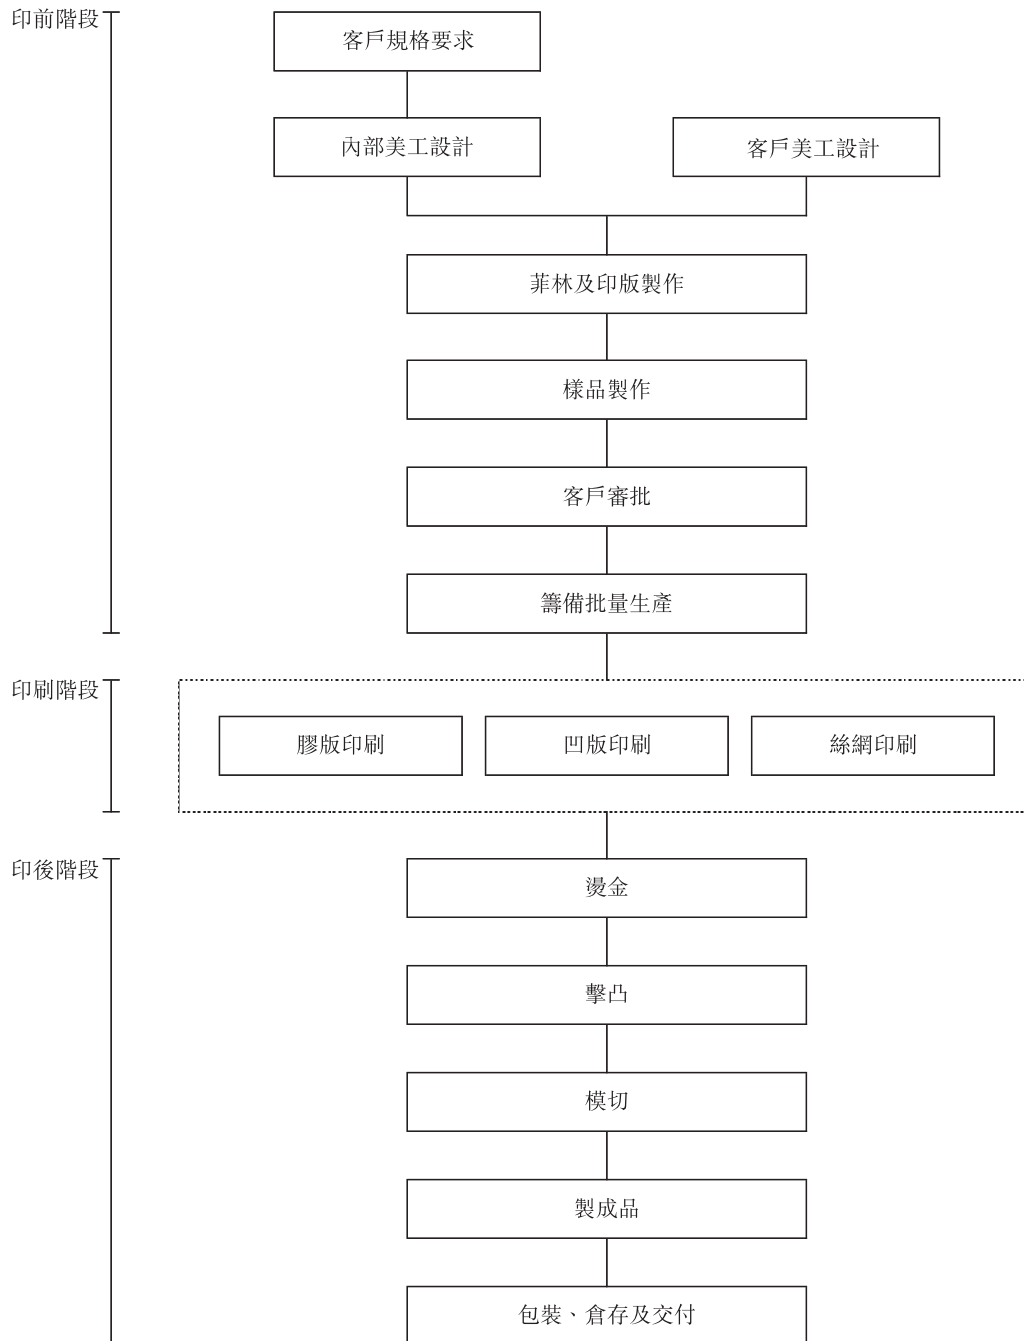 印前階段
客戶規格要求
內部美工設計
客戶美工設計
菲林及印版製作
樣品製作
客戶審批
籌備批量生產
印刷階段
膠版印刷
凹版印刷
絲網印刷
印後階段
燙金
擊凸
模切
製成品
包裝、倉存及交付